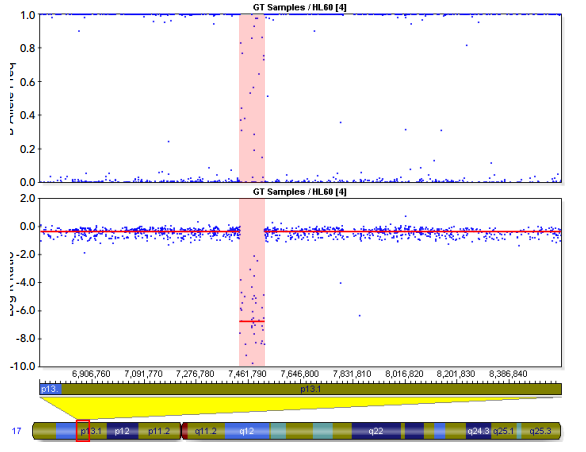 GT Samples / HL60 [4]
1.0
0.8
0.6
0.4
0.2
0.0
B Allele Freq
GT Samples / HL60 [4]
2.0
0.0
-2.0
-4.0
-6.0
-8.0
-10.0
Log R Ratio
6,906,760 7,091,770 7,276,780 7,461,790 7,646,800 7,831,810 8,016,820 8,201,830 8,386,840
p13. p13.1
17 p13.1 p12 p11.2 q11.2 q12 q22 q24.3 q25.1 q25.3